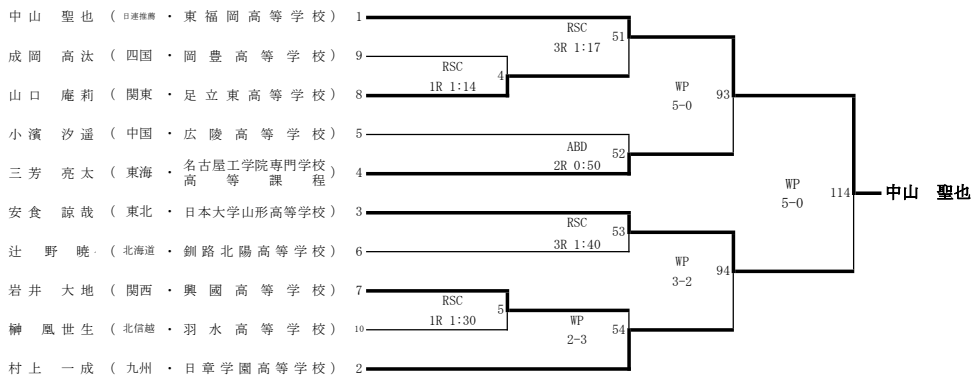 中山 聖也 ( 日連推薦 ・ 東福岡高等学校 ) 1
RSC 51
3R 1:17
成岡 高汰 ( 四国 ・ 岡豊高等学校 ) 9
RSC 4
1R 1:14
山口 庵莉 ( 関東 ・ 足立東高等学校 ) 8
WP 93
5-0
小濱 汐遥 ( 中国 ・ 広陵高等学校 ) 5
ABD 52
2R 0:50
三芳 亮太 ( 東海 ・ 名古屋工学院専門学校
高等課程 ) 4
WP 114 中山 聖也
5-0
安食 諒哉 ( 東北 ・ 日本大学山形高等学校 ) 3
RSC 53
3R 1:40
辻野 暁 ( 北海道 ・ 釧路北陽高等学校 ) 6
WP 94
3-2
岩井 大地 ( 関西 ・ 興國高等学校 ) 7
RSC 5
1R 1:30
榊 凰世生 ( 北信越 ・ 羽水高等学校 ) 10
WP 54
2-3
村上 一成 ( 九州 ・ 日章学園高等学校 ) 2